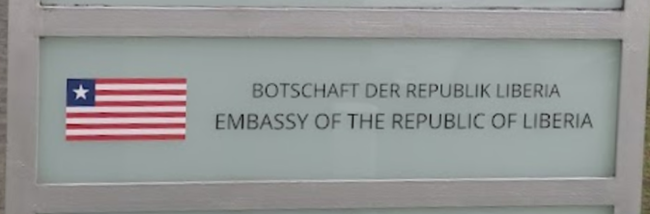 BOTSCHAFT DER REPUBLIK LIBERIA
EMBASSY OF THE REPUBLIC OF LIBERIA